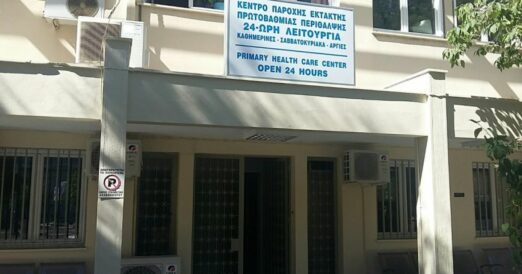 ΚΕΝΤΡΟ ΠΑΡΟΧΗΣ ΕΚΤΑΚΤΗΣ
ΠΡΩΤΟΒΑΘΜΙΑΣ ΠΕΡΙΘΑΛΨΗΣ
24-ΩΡΗ ΛΕΙΤΟΥΡΓΙΑ
ΚΑΘΗΜΕΡΙΝΕΣ - ΣΑΒΒΑΤΟΚΥΡΙΑΚΑ - ΑΡΓΙΕΣ
PRIMARY HEALTH CARE CENTER
OPEN 24 HOURS